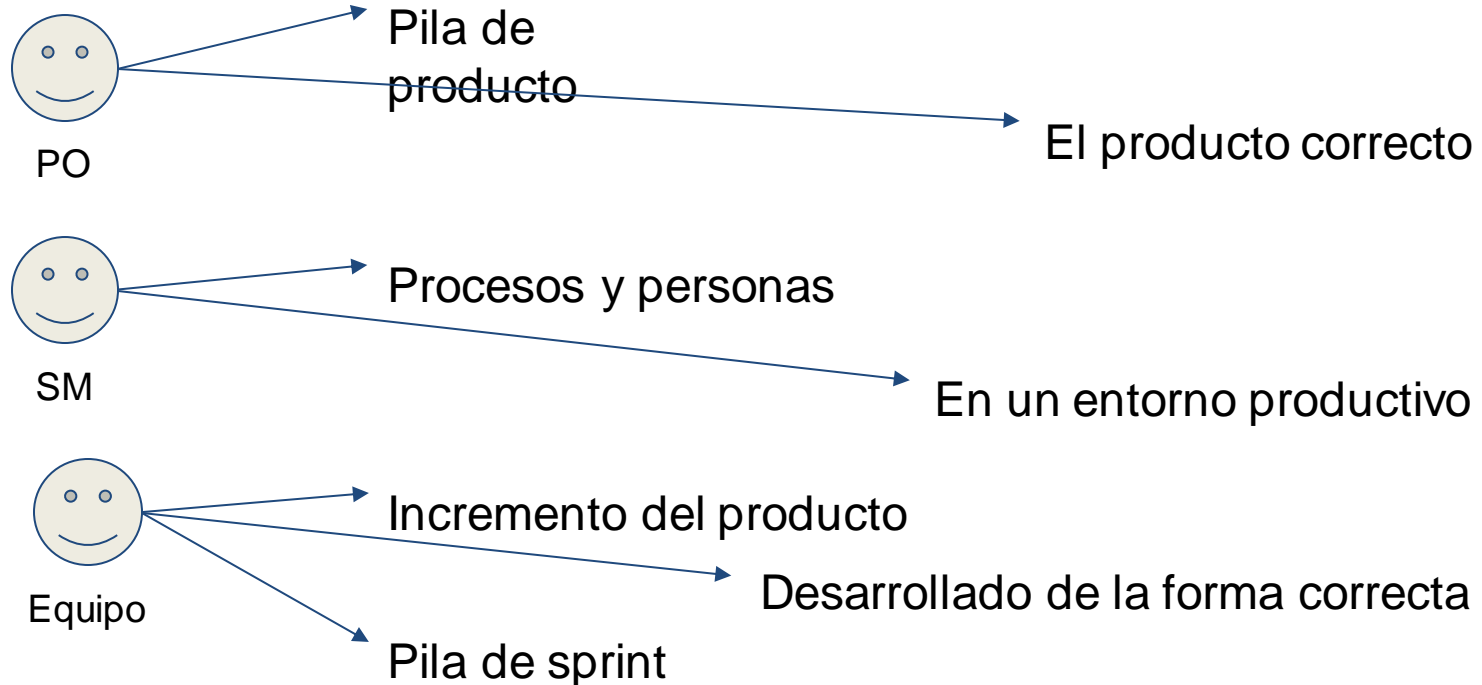 Pila de
producto
El producto correcto
PO
Procesos y personas
SM
En un entorno productivo
Incremento del producto
Desarrollado de la forma correcta
Equipo
Pila de sprint